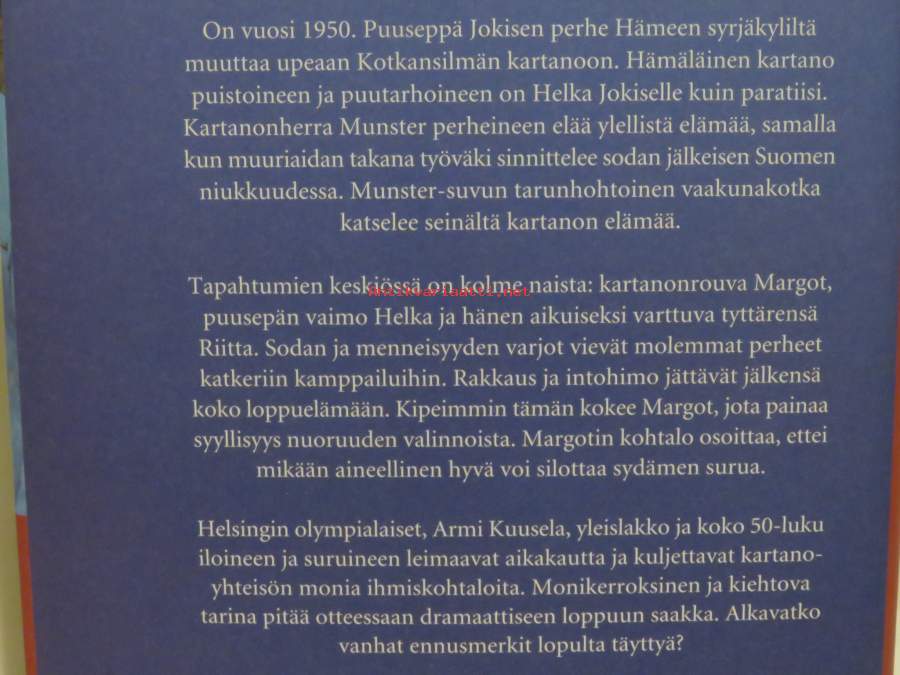 On vuosi 1950. Puuseppä Jokisen perhe Hämeen syrjäkyliltä
muuttaa upeaan Kotkansilmän kartanoon. Hämäläinen kartano
puistoineen ja puutarhoineen on Helka Jokiselle kuin paratiisi.
Kartanonherra Munster perheineen elää ylellistä elämää, samalla
kun muuriaidan takana työväki sinnittelee sodan jälkeisen Suomen
niukkuudessa. Munster-suvun tarunhohtoinen vaakunakotka
katselee seinältä kartanon elämää.
Tapahtumien keskiössä on kolme naista: kartanonrouva Margot,
antikvariaatti.net
puusepän vaimo Helka ja hänen aikuiseksi varttuva tyttärensä
Riitta. Sodan ja menneisyyden varjot vievät molemmat perheet
katkeriin kamppailuihin. Rakkaus ja intohimo jättävät jälkensä
koko loppuelämään. Kipeimmin tämän kokee Margot, jota painaa
syyllisyys nuoruuden valinnoista. Margotin kohtalo osoittaa, ettei
mikään aineellinen hyvä voi silottaa sydämen surua.
Helsingin olympialaiset, Armi Kuusela, yleislakko ja koko 50-luku
iloineen ja suruineen leimaavat aikakautta ja kuljettavat kartano-
yhteisön monia ihmiskohtaloita. Monikerroksinen ja kiehtova
tarina pitää otteessaan dramaattiseen loppuun saakka. Alkavatko
vanhat ennusmerkit lopulta täyttyä?